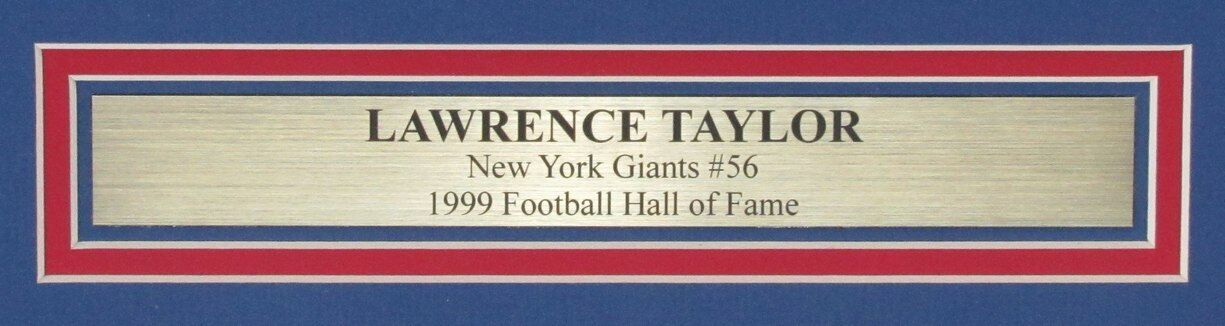 LAWRENCE TAYLOR
New York Giants #56
1999 Football Hall of Fame